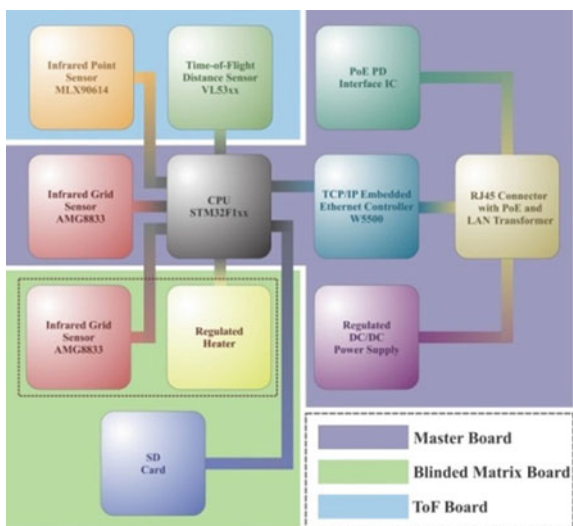 Infrared Point
Sensor
MLX90614
Time-of-Flight
Distance Sensor
VL53xx
PoE PD
Interface IC
Infrared Grid
Sensor
AMG8833
CPU
STM32F1xx
TCP/IP Embedded
Ethernet Controller
W5500
RJ45 Connector
with PoE and
LAN Transformer
Infrared Grid
Sensor
AMG8833
Regulated
Heater
Regulated
DC/DC
Power Supply
SD
Card
Master Board
Blinded Matrix Board
ToF Board